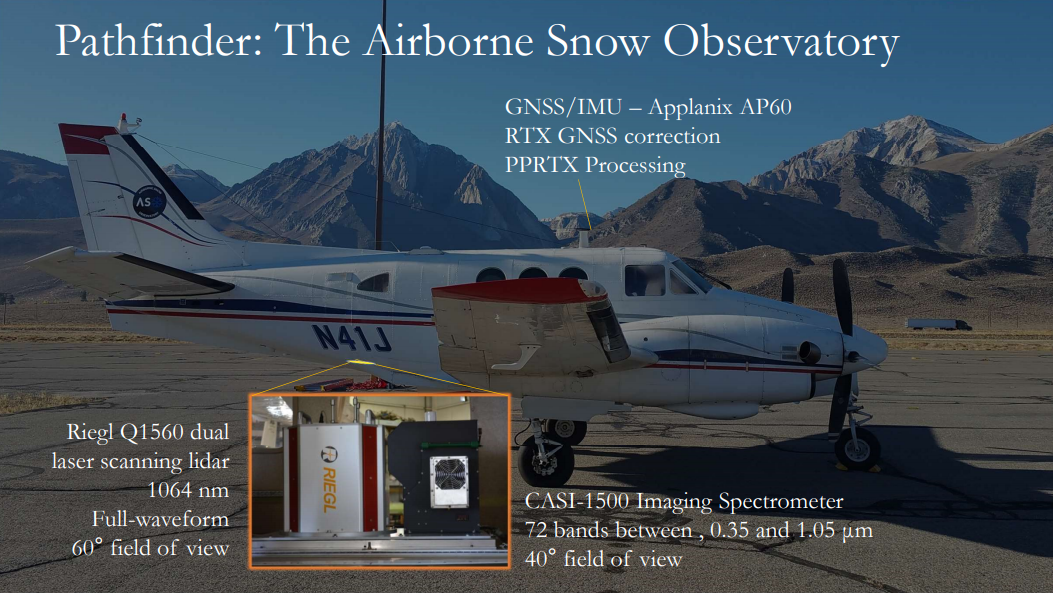 Pathfinder: The Airborne Snow Observatory
GNSS/IMU – Applanix AP60
RTX GNSS correction
PPRTX Processing
N41J
RIEGL
Riegl Q1560 dual
laser scanning lidar
1064 nm
Full-waveform
60° field of view
CASI-1500 Imaging Spectrometer
72 bands between , 0.35 and 1.05 µm
40° field of view